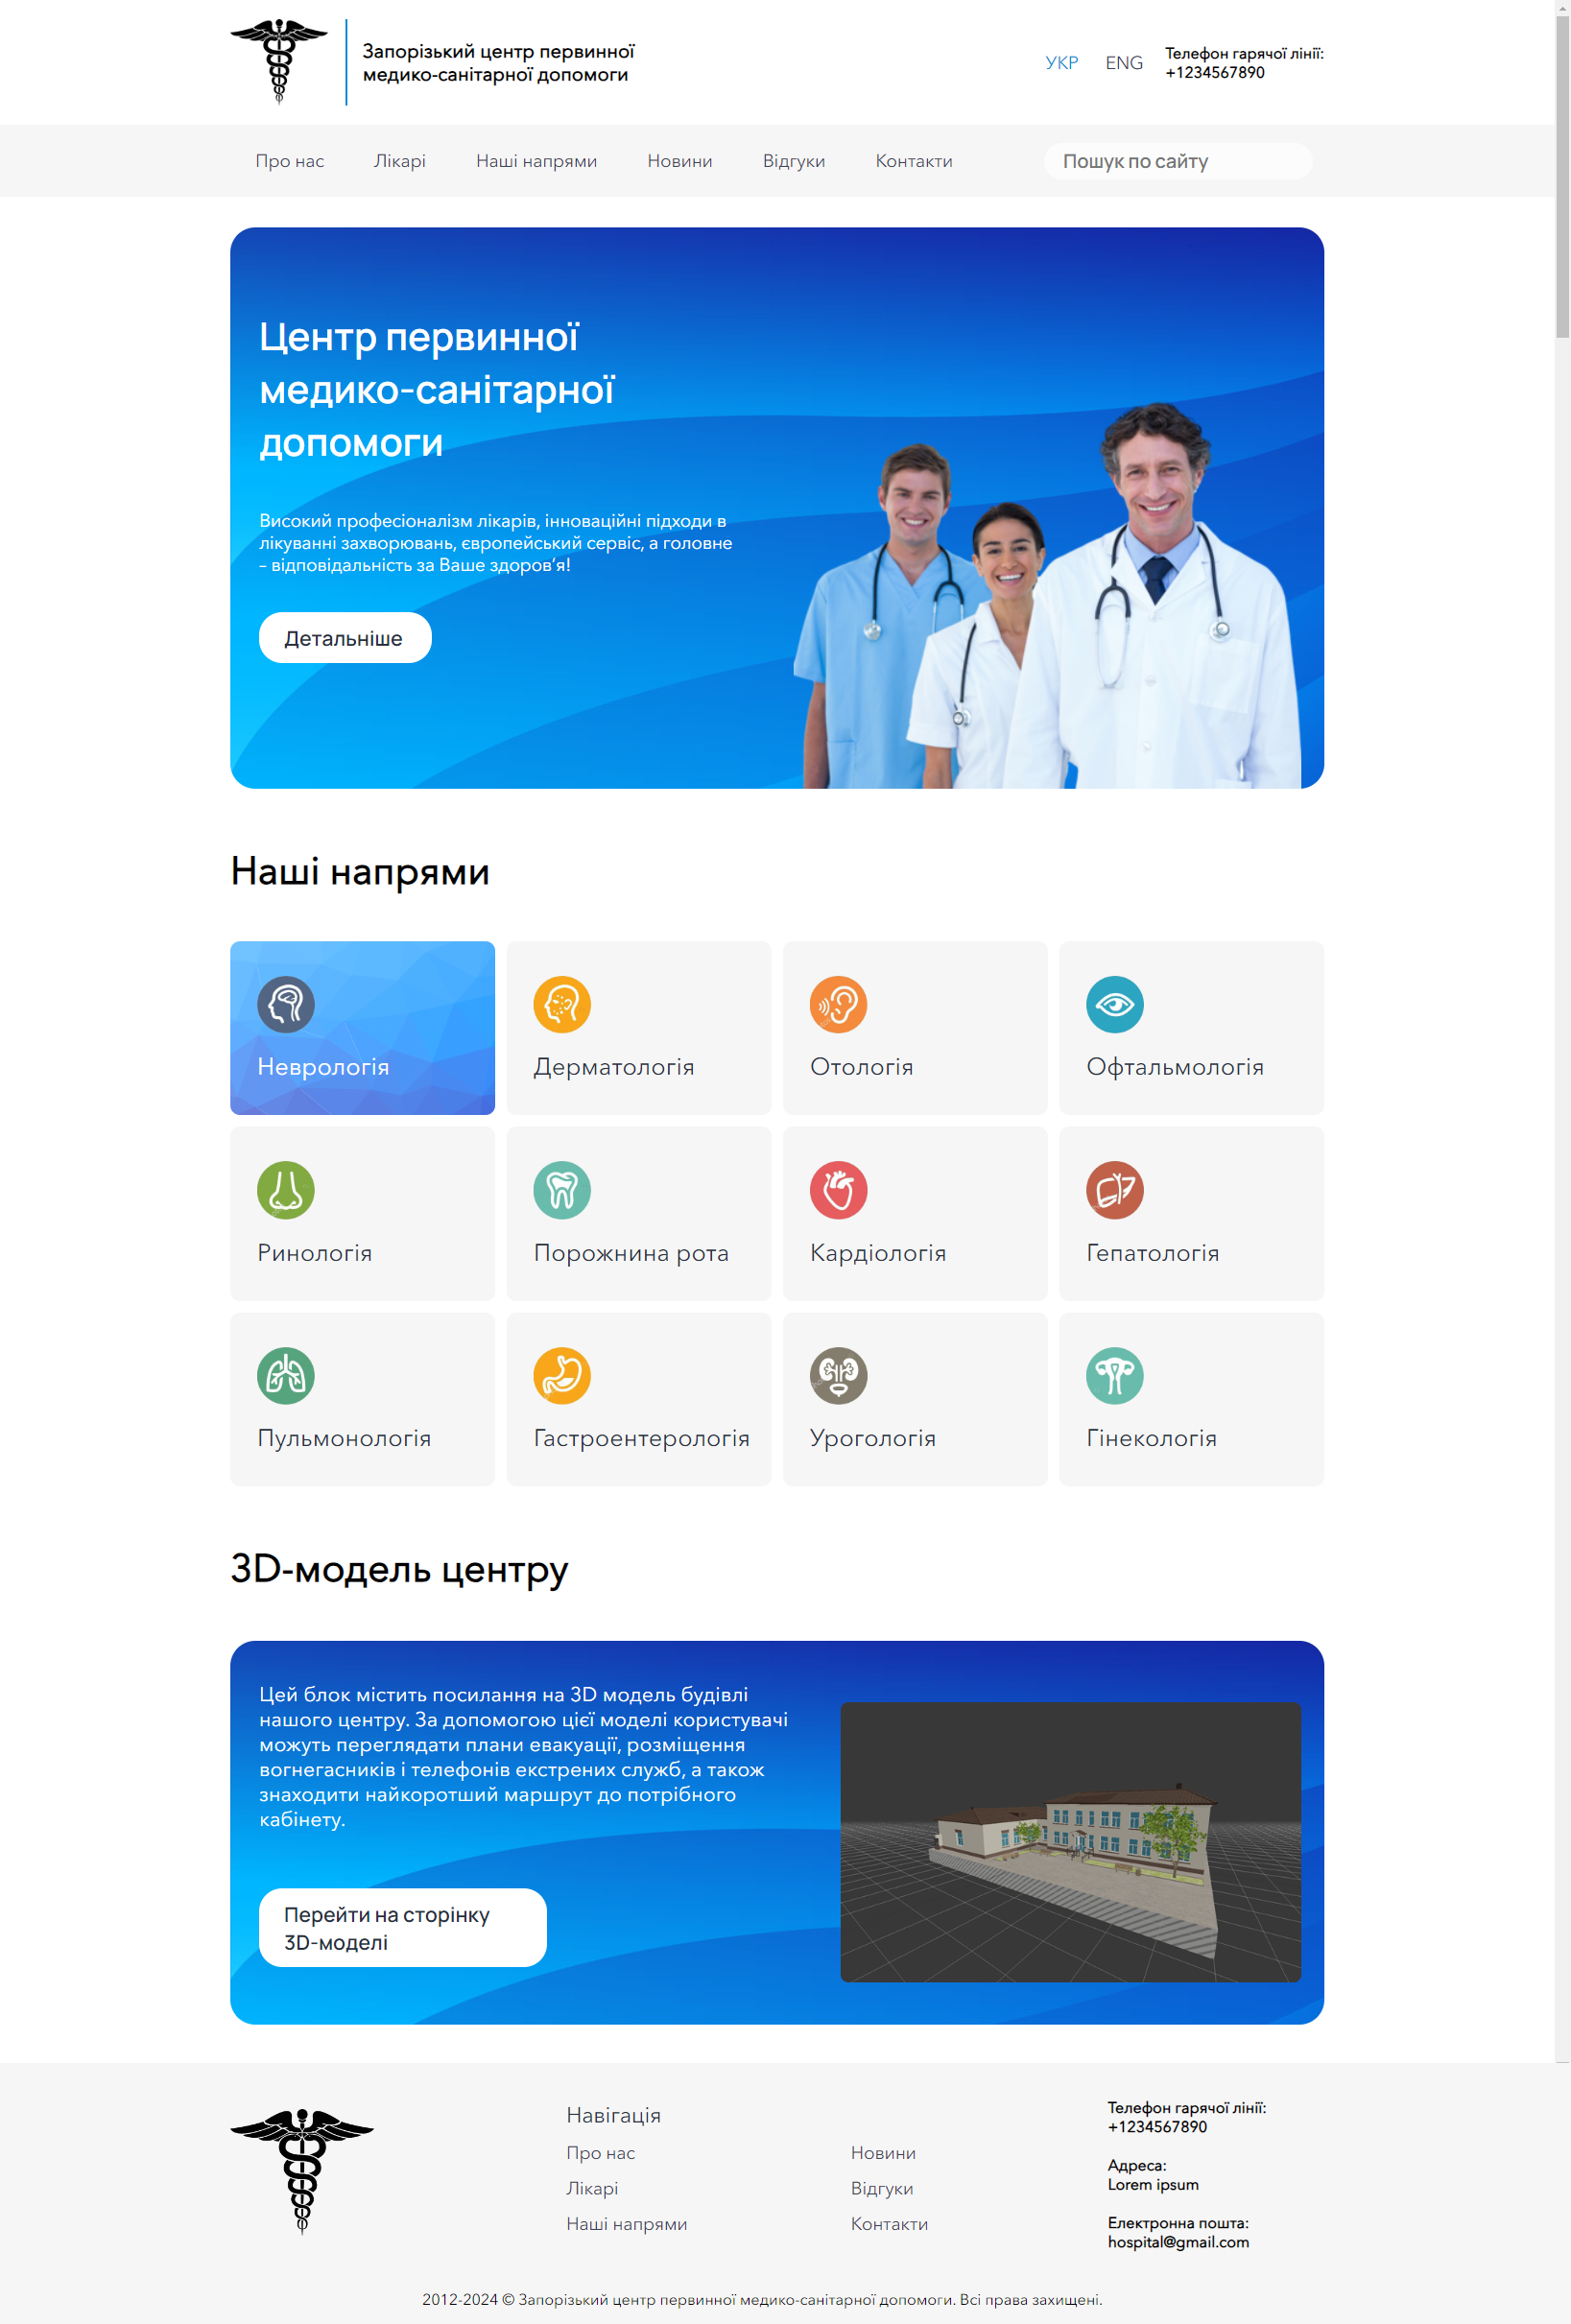 Запорізький центр первинної
медико-санітарної допомоги
УКР
ENG
Телефон гарячої лінії:
+1234567890
Про нас
Лікарі
Наші напрями
Новини
Відгуки
Контакти
Пошук по сайту
Центр первинної
медико-санітарної
допомоги
Високий професіоналізм лікарів, інноваційні підходи в
лікуванні захворювань, європейський сервіс, а головне
– відповідальність за Ваше здоров’я!
Детальніше
Наші напрями
Неврологія
Дерматологія
Отологія
Офтальмологія
Ринологія
Порожнина рота
Кардіологія
Гепатологія
Пульмонологія
Гастроентерологія
Урогологія
Гінекологія
3D-модель центру
Цей блок містить посилання на 3D модель будівлі
нашого центру. За допомогою цієї моделі користувачі
можуть переглядати плани евакуації, розміщення
вогнегасників і телефонів екстрених служб, а також
знаходити найкоротший маршрут до потрібного
кабінету.
Перейти на сторінку
3D-моделі
Навігація
Про нас
Лікарі
Наші напрями
Новини
Відгуки
Контакти
Телефон гарячої лінії:
+1234567890
Адреса:
Lorem ipsum
Електронна пошта:
hospital@gmail.com
2012-2024 © Запорізький центр первинної медико-санітарної допомоги. Всі права захищені.